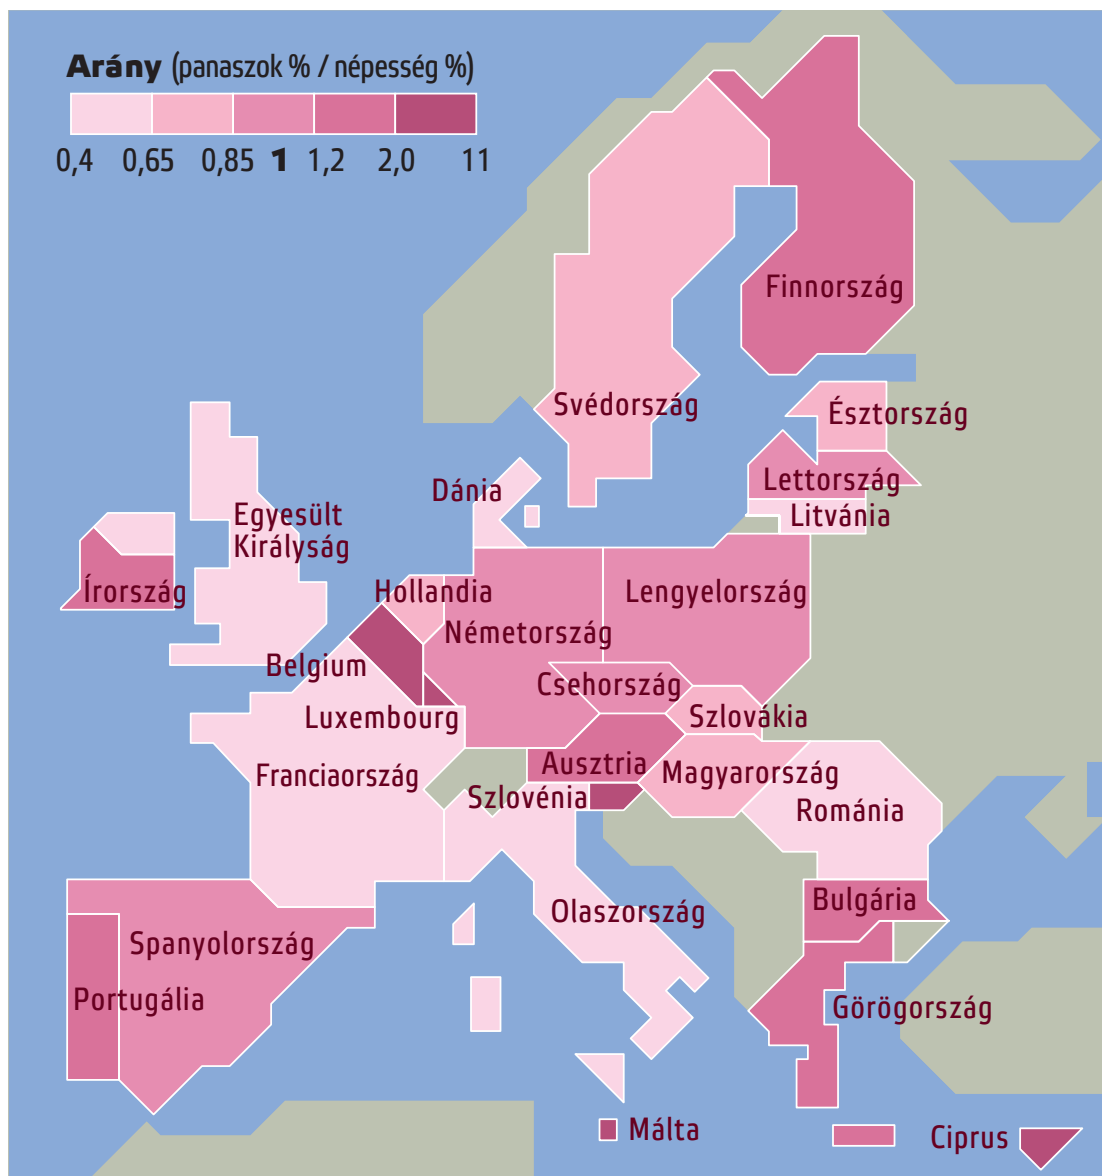 Arány (panaszok % / népesség %)
0,4 0,65 0,85 1 1,2 2,0 11
Finnország
Svédország
Észtország
Lettország
Dánia
Litvánia
Egyesült
Királyság
Írország
Hollandia
Lengyelország
Németország
Belgium
Csehország
Luxembourg
Szlovákia
Ausztria
Magyarország
Franciaország
Szlovénia
Románia
Bulgária
Olaszország
Spanyolország
Portugália
Görögország
Málta
Ciprus